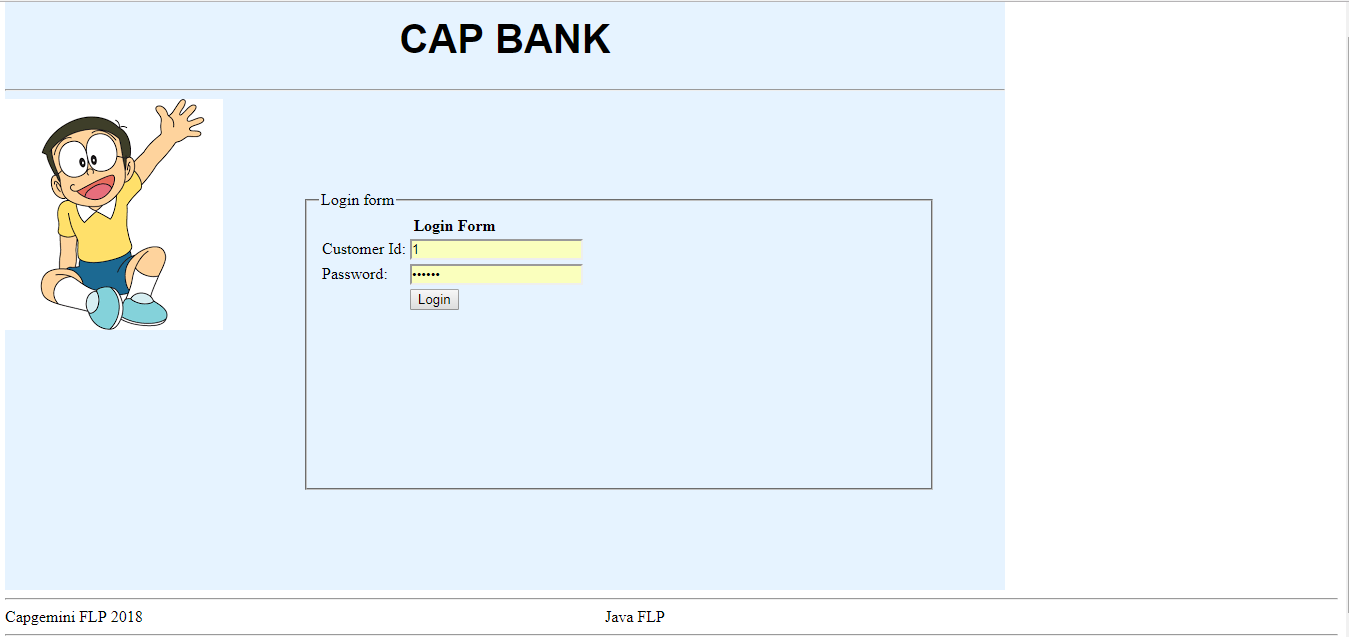 CAP BANK
Login form
Login Form
Customer Id: 1
Password: ••••••
Login
Capgemini FLP 2018 Java FLP